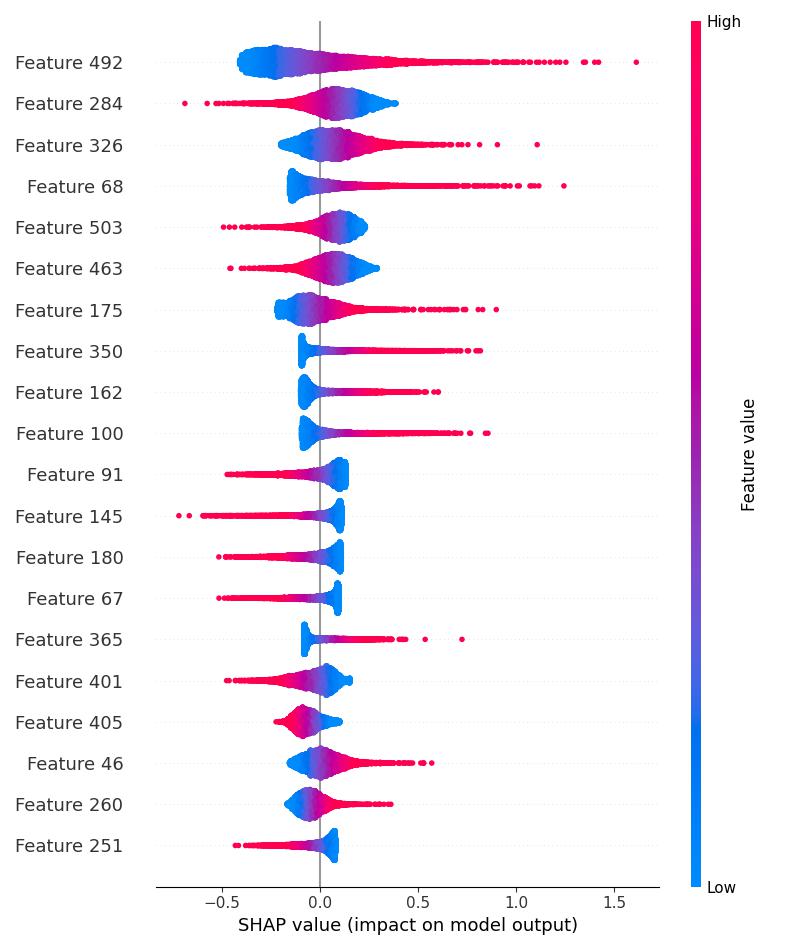 High
Feature 492
Feature 284
Feature 326
Feature 68
Feature 503
Feature 463
Feature 175
Feature 350
Feature 162
Feature 100
Feature 91
Feature 145
Feature 180
Feature 67
Feature 365
Feature 401
Feature 405
Feature 46
Feature 260
Feature 251
Feature value
Low
−0.5 0.0 0.5 1.0 1.5
SHAP value (impact on model output)